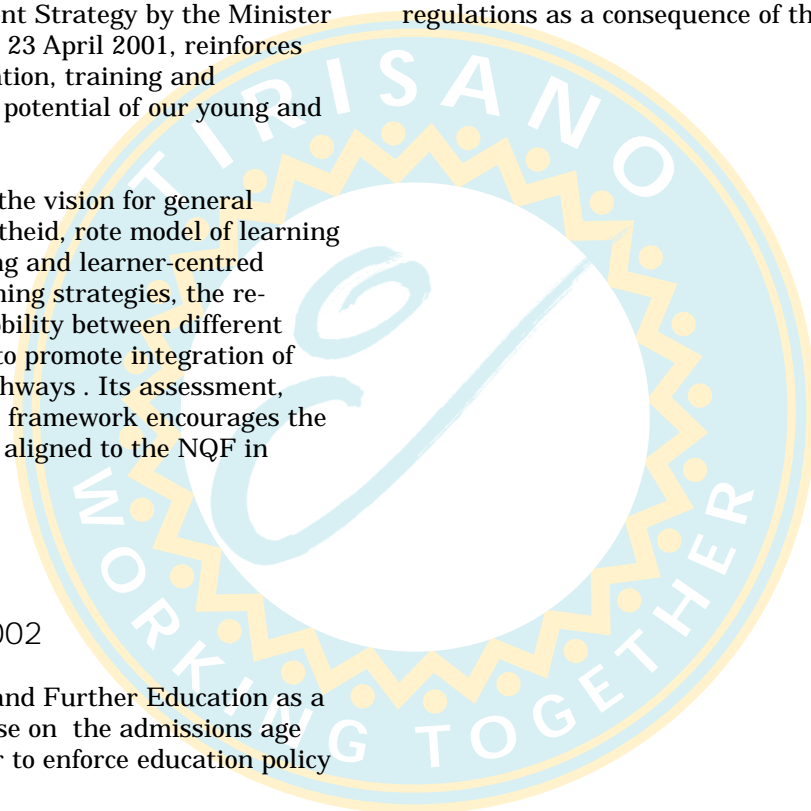 ent Strategy by the Minister
23 April 2001, reinforces
ation, training and
potential of our young and
the vision for general
theid, rote model of learning
ng and learner-centred
ning strategies, the re-
obility between different
to promote integration of
hways . Its assessment,
framework encourages the
aligned to the NQF in
002
and Further Education as a
se on the admissions age
r to enforce education policy
regulations as a consequence of th
TIRISANO
WORKING TOGETHER